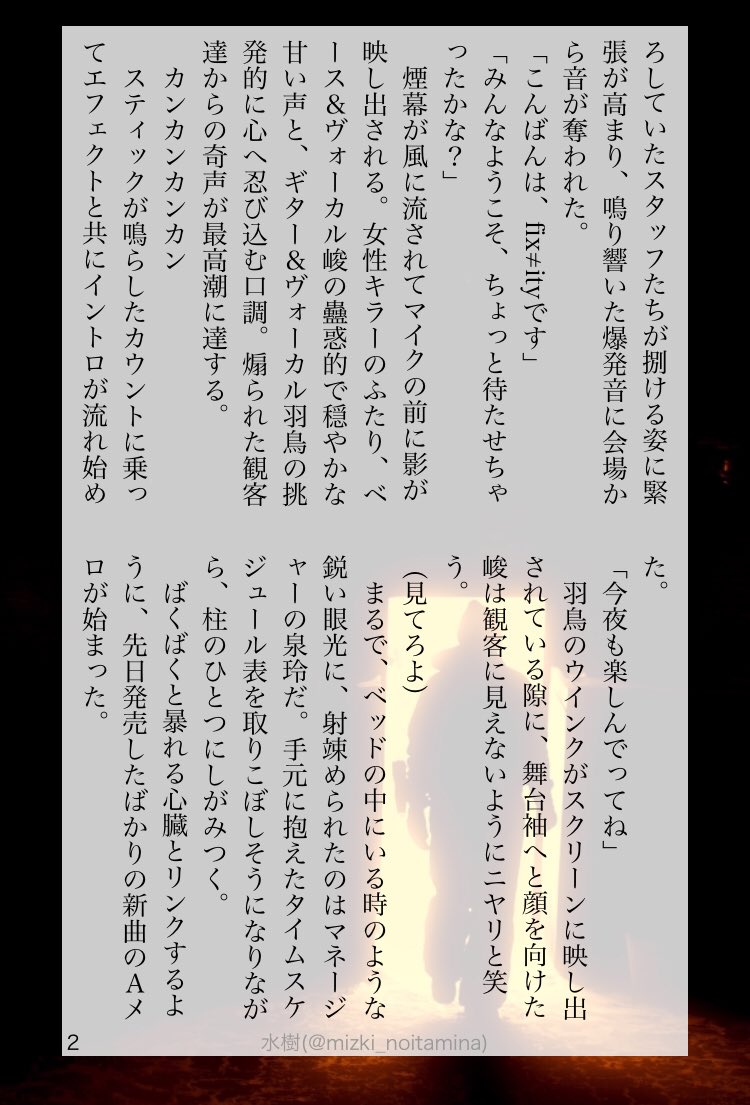 ろしていたスタッフたちが捌ける姿に緊
張が高まり、鳴り響いた爆発音に会場か
ら音が奪われた。
「こんばんは、fix≠ityです」
「みんなようこそ、ちょっと待たせちゃ
ったかな？」
　煙幕が風に流されてマイクの前に影が
映し出される。女性キラーのふたり、ベ
ース＆ヴォーカル峻の蠱惑的で穏やかな
甘い声と、ギター＆ヴォーカル羽鳥の挑
発的に心へ忍び込む口調。煽られた観客
達からの奇声が最高潮に達する。
　カンカンカンカン
　スティックが鳴らしたカウントに乗っ
てエフェクトと共にイントロが流れ始め
た。
「今夜も楽しんでってね」
　羽鳥のウインクがスクリーンに映し出
されている隙に、舞台袖へと顔を向けた
峻は観客に見えないようにニヤリと笑
う。
(見てろよ)
　まるで、ベッドの中にいる時のような
鋭い眼光に、射竦められたのはマネージ
ャーの泉玲だ。手元に抱えたタイムスケ
ジュール表を取りこぼしそうになりなが
ら、柱のひとつにしがみつく。
　ばくばくと暴れる心臓とリンクするよ
うに、先日発売したばかりの新曲のAメ
ロが始まった。
2
水樹(@mizki_noitamina)